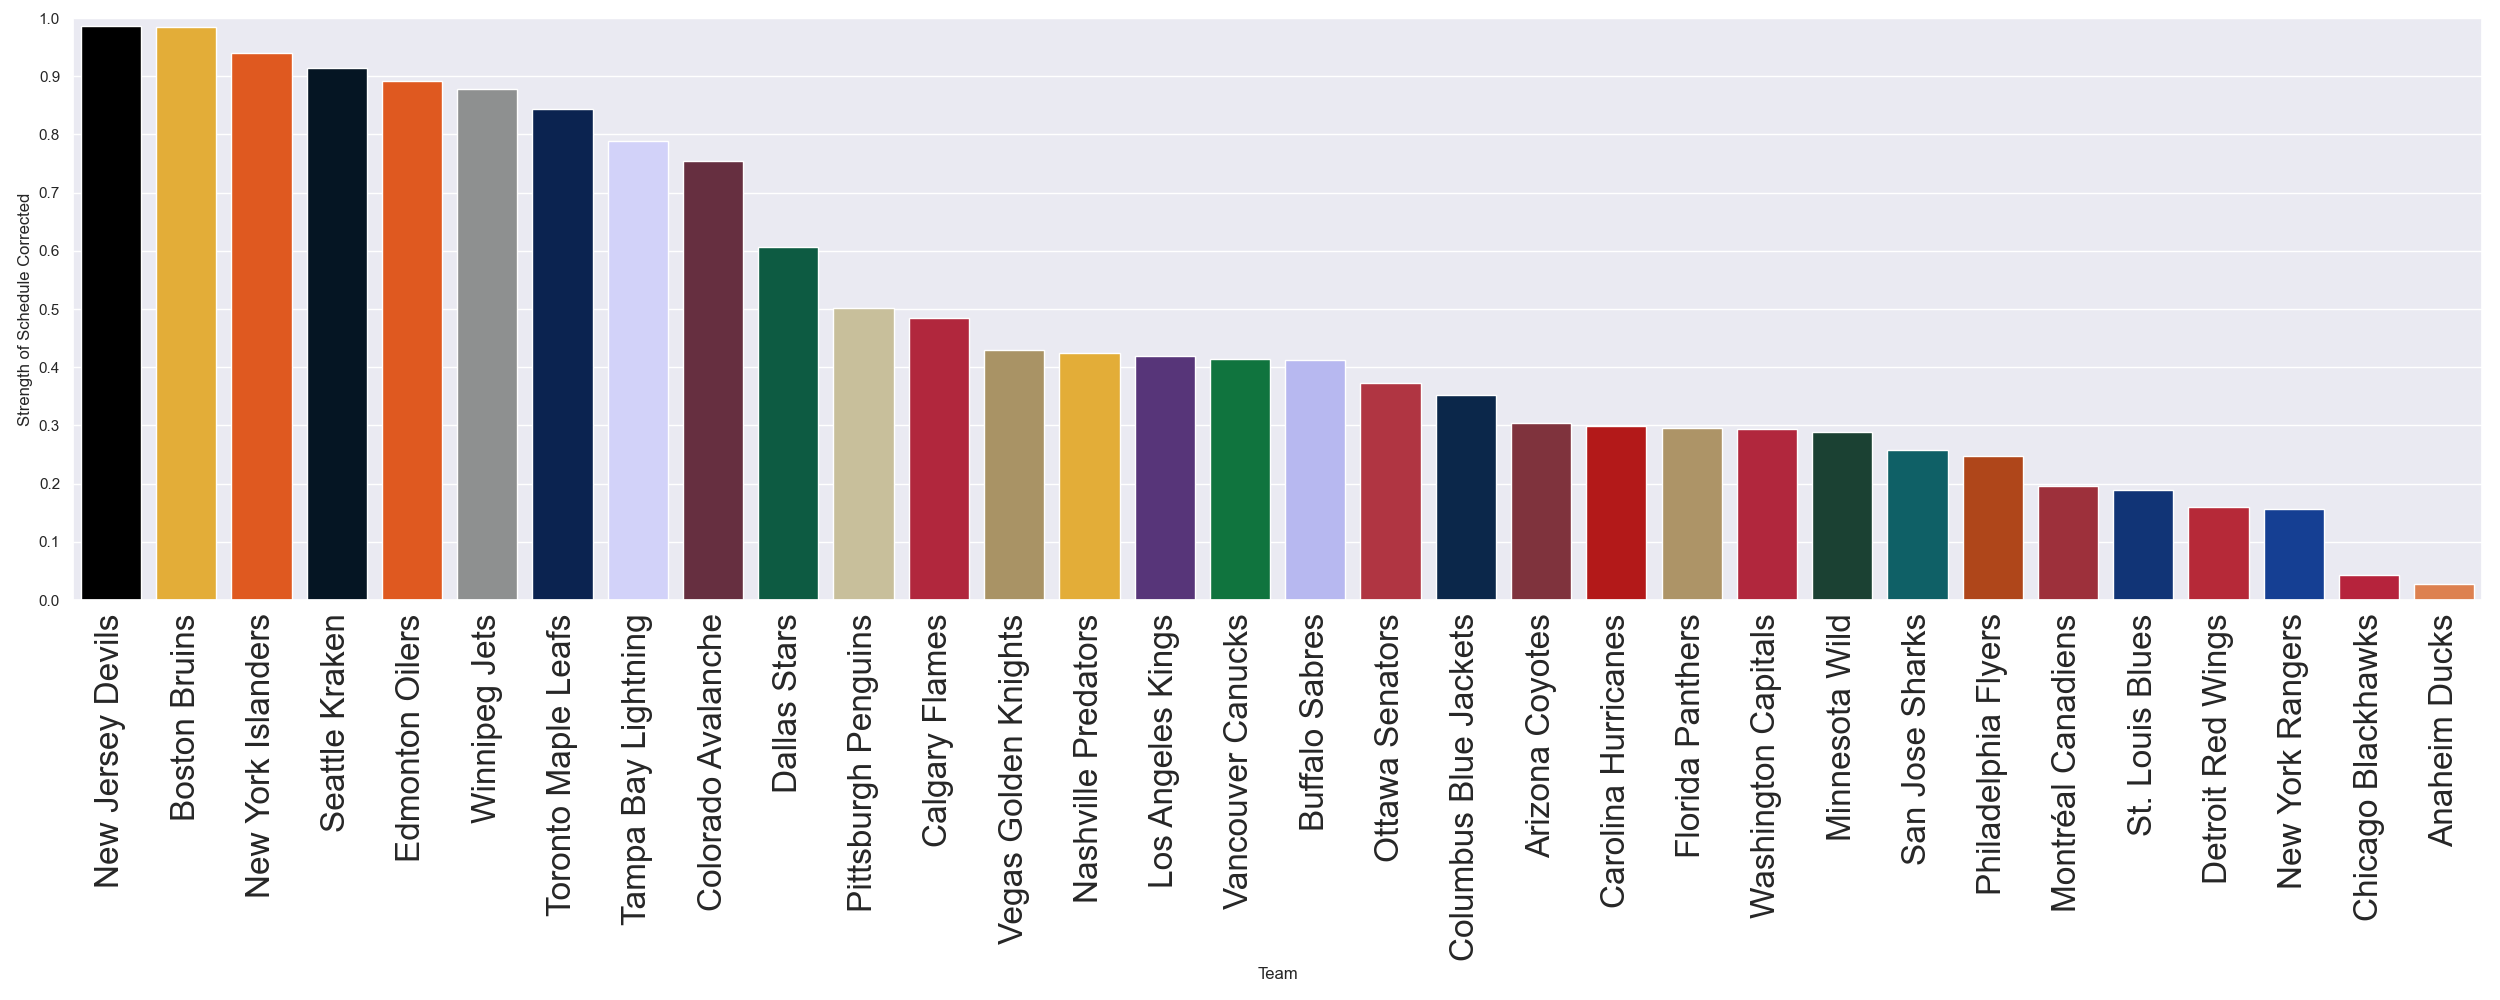 1.0
0.9
0.8
0.7
0.6
0.5
0.4
0.3
0.2
0.1
0.0
Strength of Schedule Corrected
New Jersey Devils
Boston Bruins
New York Islanders
Seattle Kraken
Edmonton Oilers
Winnipeg Jets
Toronto Maple Leafs
Tampa Bay Lightning
Colorado Avalanche
Dallas Stars
Pittsburgh Penguins
Calgary Flames
Vegas Golden Knights
Nashville Predators
Los Angeles Kings
Vancouver Canucks
Buffalo Sabres
Ottawa Senators
Columbus Blue Jackets
Arizona Coyotes
Carolina Hurricanes
Florida Panthers
Washington Capitals
Minnesota Wild
San Jose Sharks
Philadelphia Flyers
Montréal Canadiens
St. Louis Blues
Detroit Red Wings
New York Rangers
Chicago Blackhawks
Anaheim Ducks
Team